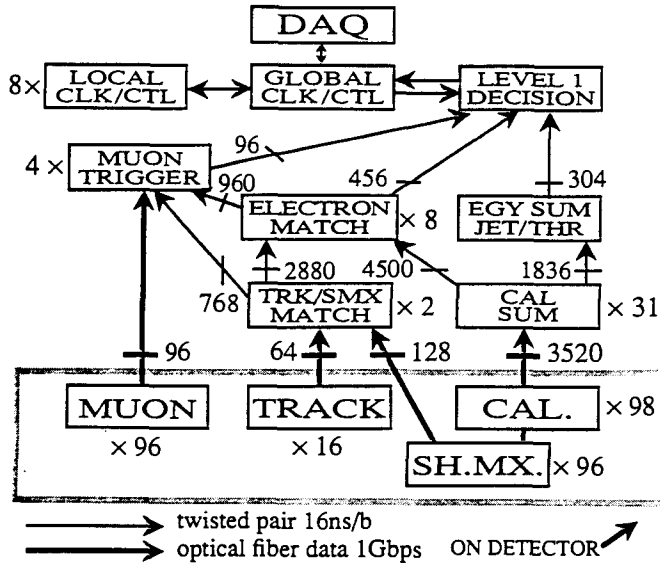 DAQ
8× LOCAL CLK/CTL
GLOBAL CLK/CTL
LEVEL 1 DECISION
4 × MUON TRIGGER
96
960
456
304
ELECTRON MATCH × 8
EGY SUM JET/THR
2880
4500
1836
768
TRK/SMX MATCH × 2
CAL SUM × 31
96
64
128
3520
MUON
TRACK
CAL. × 98
× 96
× 16
SH.MX. × 96
twisted pair 16ns/b
optical fiber data 1Gbps
ON DETECTOR